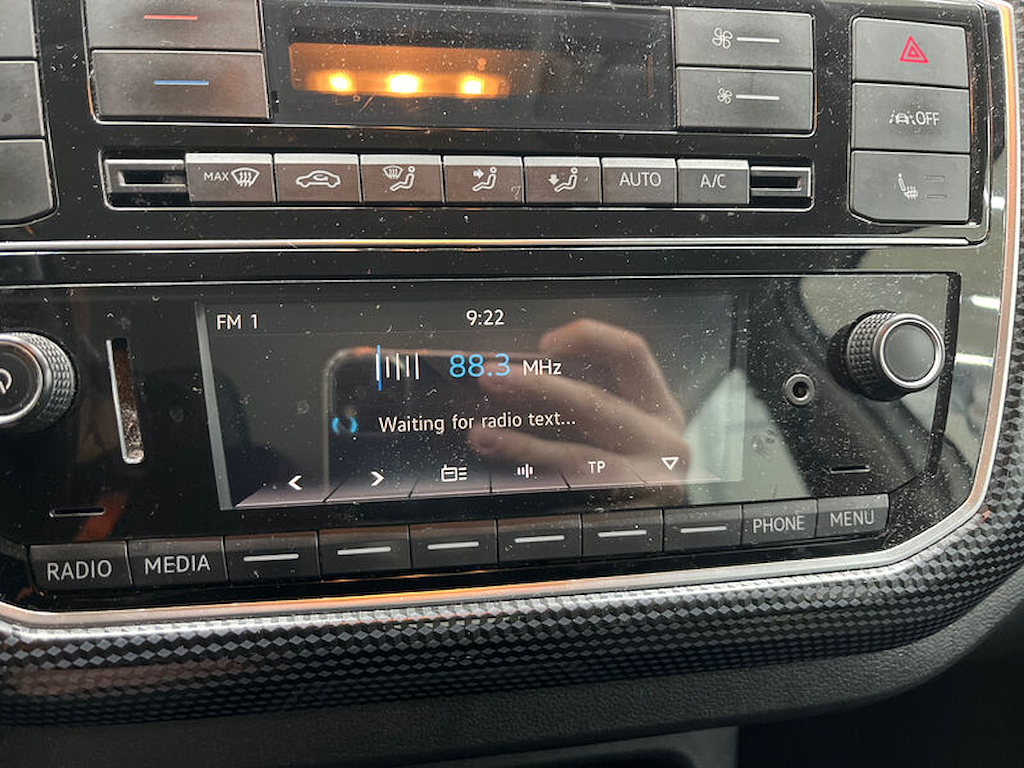 OFF
MAX
AUTO
A/C
FM 1
9:22
88.3 MHz
Waiting for radio text...
TP
RADIO
MEDIA
PHONE
MENU